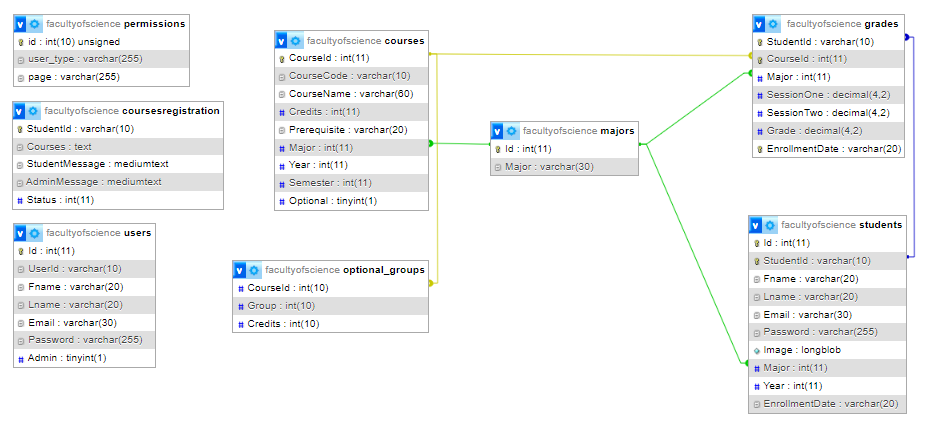 facultyofscience permissions
id : int(10) unsigned
user_type : varchar(255)
page : varchar(255)
facultyofscience coursesregistration
StudentId : varchar(10)
Courses : text
StudentMessage : mediumtext
AdminMessage : mediumtext
Status : int(11)
facultyofscience users
Id : int(11)
UserId : varchar(10)
Fname : varchar(20)
Lname : varchar(20)
Email : varchar(30)
Password : varchar(255)
Admin : tinyint(1)
facultyofscience courses
CourseId : int(11)
CourseCode : varchar(10)
CourseName : varchar(60)
Credits : int(11)
Prerequisite : varchar(20)
Major : int(11)
Year : int(11)
Semester : int(11)
Optional : tinyint(1)
facultyofscience optional_groups
CourseId : int(10)
Group : int(10)
Credits : int(10)
facultyofscience majors
Id : int(11)
Major : varchar(30)
facultyofscience grades
StudentId : varchar(10)
CourseId : int(11)
Major : int(11)
SessionOne : decimal(4,2)
SessionTwo : decimal(4,2)
Grade : decimal(4,2)
EnrollmentDate : varchar(20)
facultyofscience students
Id : int(11)
StudentId : varchar(10)
Fname : varchar(20)
Lname : varchar(20)
Email : varchar(30)
Password : varchar(255)
Image : longblob
Major : int(11)
Year : int(11)
EnrollmentDate : varchar(20)